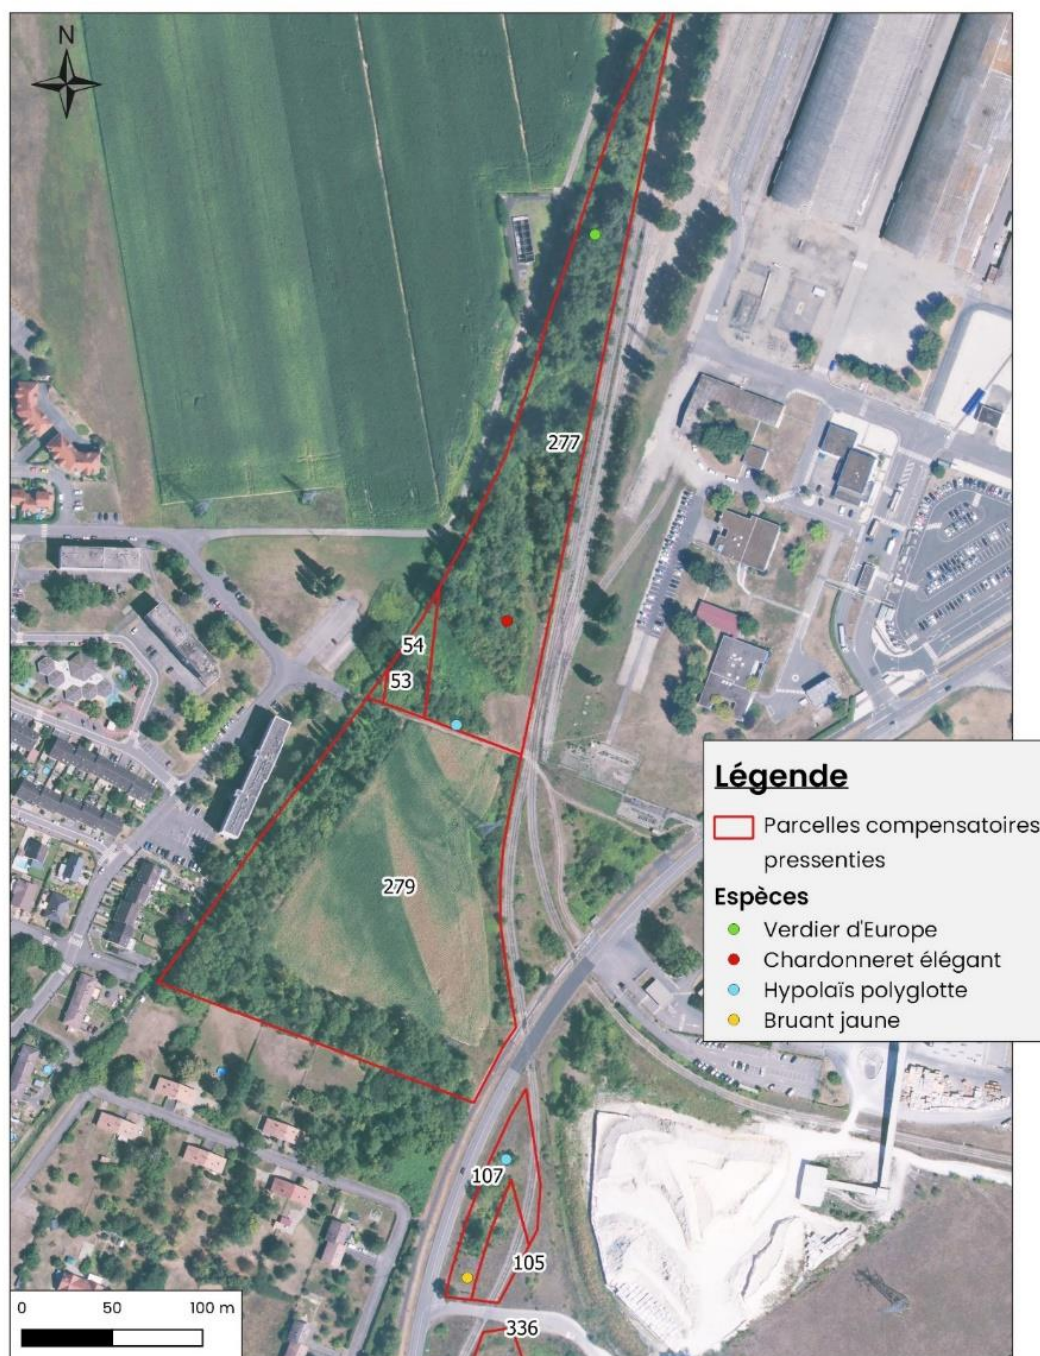 N
277
54
53
279
107
105
336
Légende
Parcelles compensatoires
pressenties
Espèces
Verdier d'Europe
Chardonneret élégant
Hypolaïs polyglotte
Bruant jaune
0 50 100 m